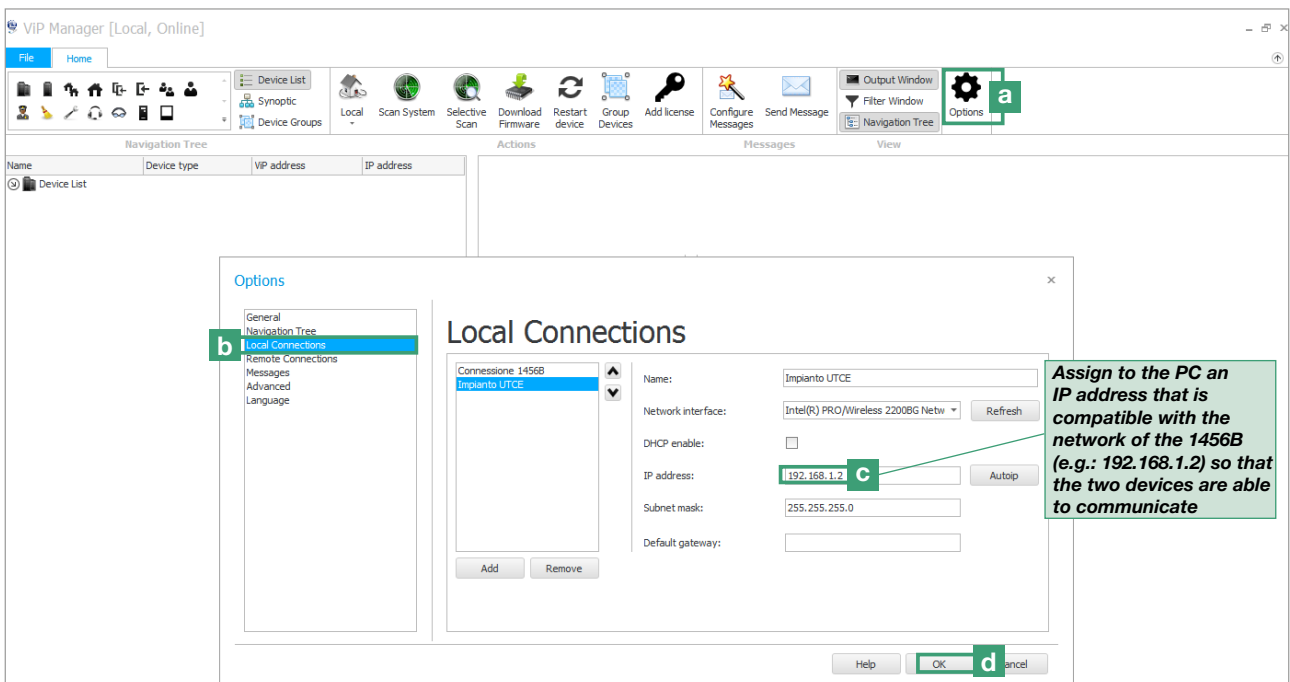 ViP Manager [Local, Online]
File
Home
Device List
Synoptic
Device Groups
Local
Scan System
Selective
Scan
Download
Firmware
Restart
device
Group
Devices
Add license
Configure
Messages
Send Message
Output Window
Filter Window
Navigation Tree
Options
a
Navigation Tree
Actions
Messages
View
Name
Device type
ViP address
IP address
Device List
Options
General
Navigation Tree
Local Connections
Remote Connections
Messages
Advanced
Language
b
Local Connections
Connessione 1456B
Impianto UTCE
Add
Remove
Name:
Impianto UTCE
Network interface:
Intel(R) PRO/Wireless 2200BG Netw
Refresh
DHCP enable:
IP address:
192.168.1.2
c
Autoip
Subnet mask:
255.255.255.0
Default gateway:
Assign to the PC an
IP address that is
compatible with the
network of the 1456B
(e.g.: 192.168.1.2) so that
the two devices are able
to communicate
Help
OK
d
ancel